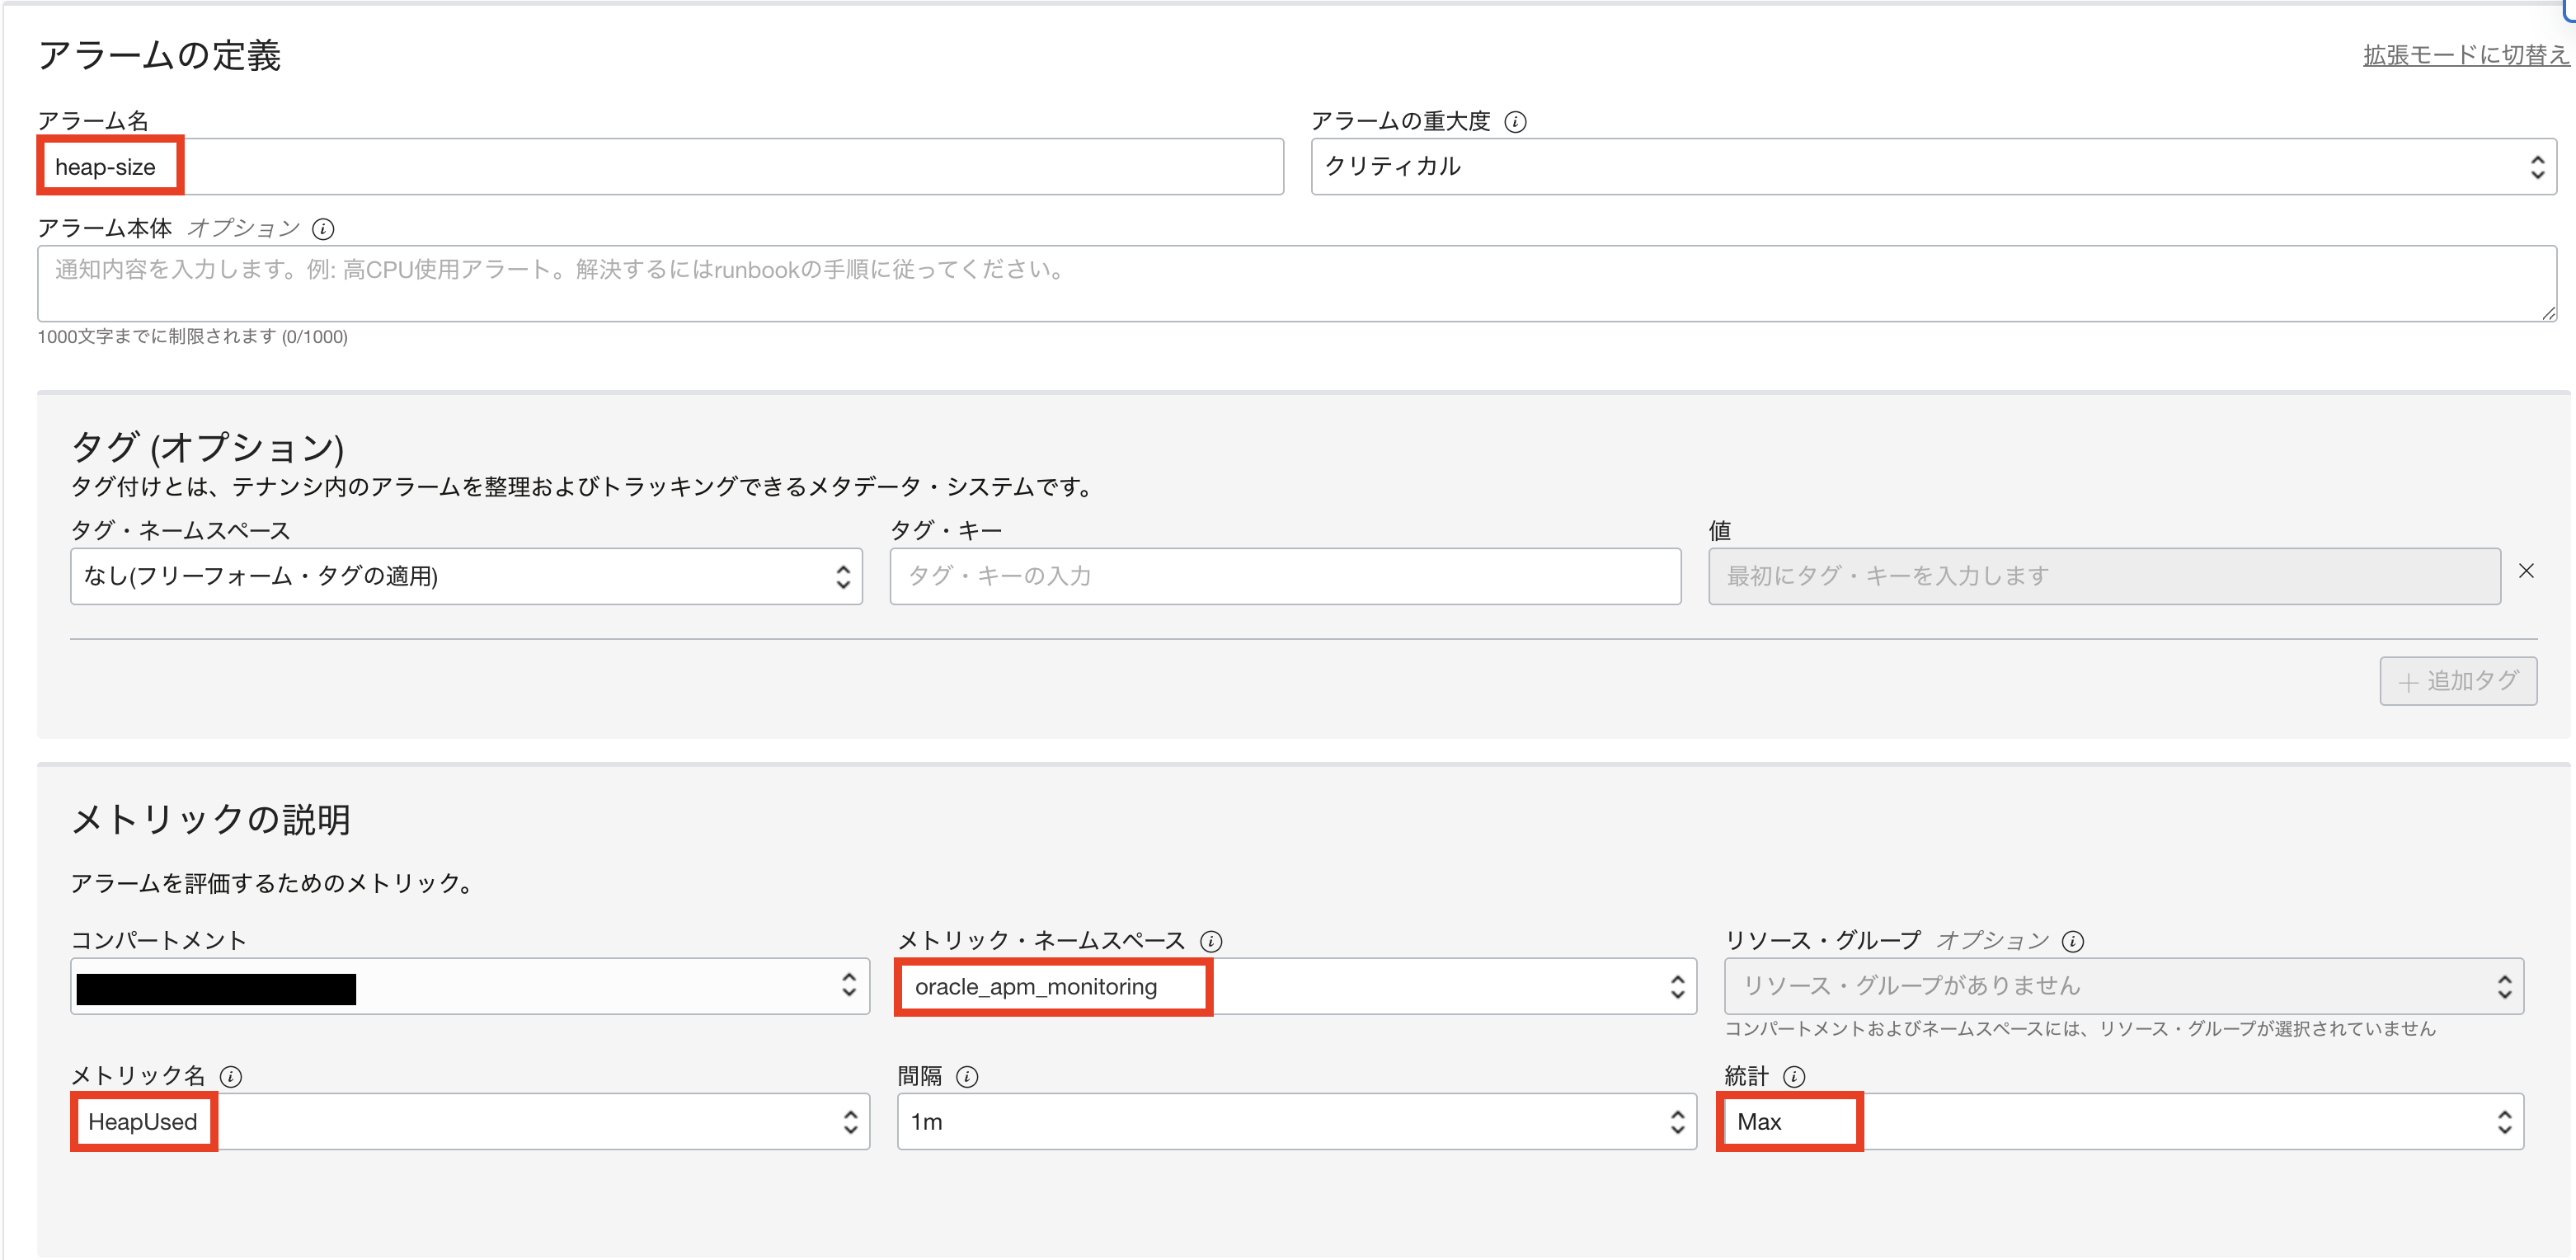 アラームの定義
拡張モードに切替え
アラーム名
アラームの重大度
heap-size
クリティカル
アラーム本体 オプション
通知内容を入力します。例: 高CPU使用アラート。解決するにはrunbookの手順に従ってください。
1000文字までに制限されます (0/1000)
タグ (オプション)
タグ付けとは、テナンシ内のアラームを整理およびトラッキングできるメタデータ・システムです。
タグ・ネームスペース
タグ・キー
値
なし(フリーフォーム・タグの適用)
タグ・キーの入力
最初にタグ・キーを入力します
＋ 追加タグ
メトリックの説明
アラームを評価するためのメトリック。
コンパートメント
メトリック・ネームスペース
リソース・グループ オプション
oracle_apm_monitoring
リソース・グループがありません
コンパートメントおよびネームスペースには、リソース・グループが選択されていません
メトリック名
間隔
統計
HeapUsed
1m
Max